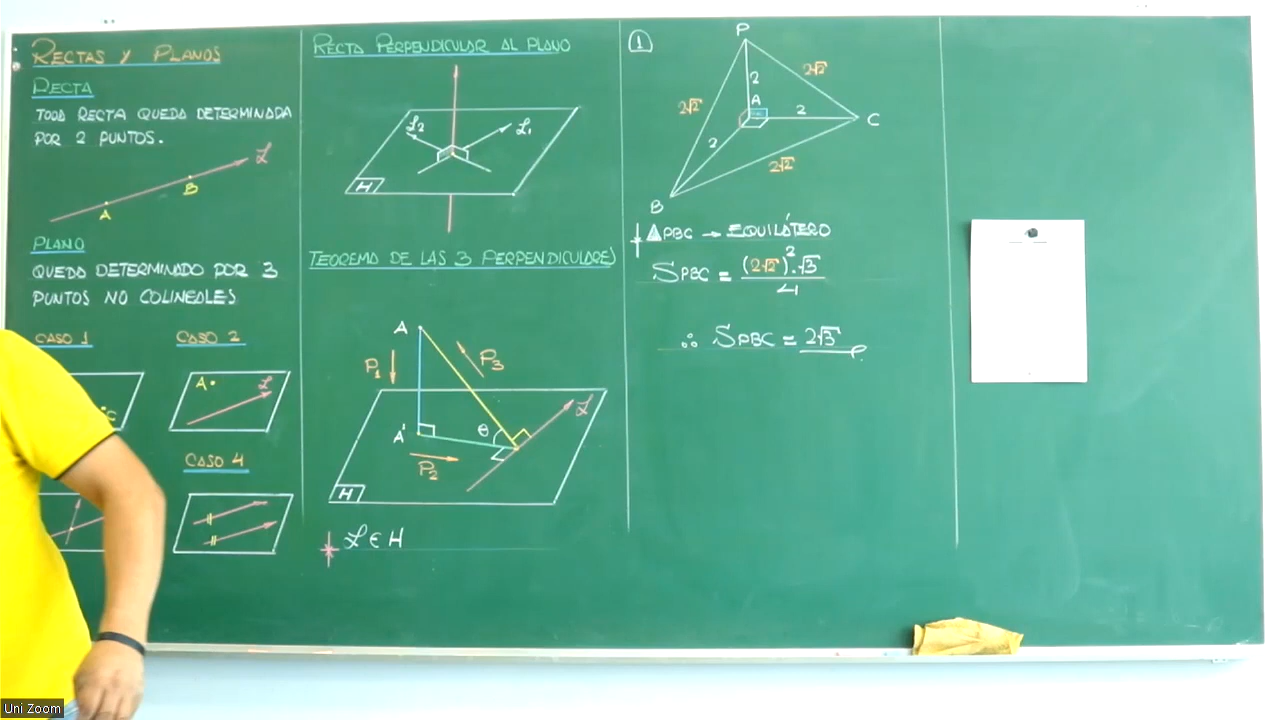 RECTAS Y PLANOS
RECTA
TODA RECTA QUEDA DETERMINADA
POR 2 PUNTOS.
L
B
A
PLANO
QUEDA DETERMINADO POR 3
PUNTOS NO COLINEALES
CASO 1
CASO 2
C
A
L
CASO 4
RECTA PERPENDICULAR AL PLANO
L2
L1
H
TEOREMA DE LAS 3 PERPENDICULARES
A
P1
P3
L
θ
A'
P2
H
L ∈ H
1
P
2√2
2√2
2
A
2
C
2
2√2
B
△PBC → EQUILÁTERO
SPBC = (2√2)².√3
4
∴ SPBC = 2√3
Uni Zoom